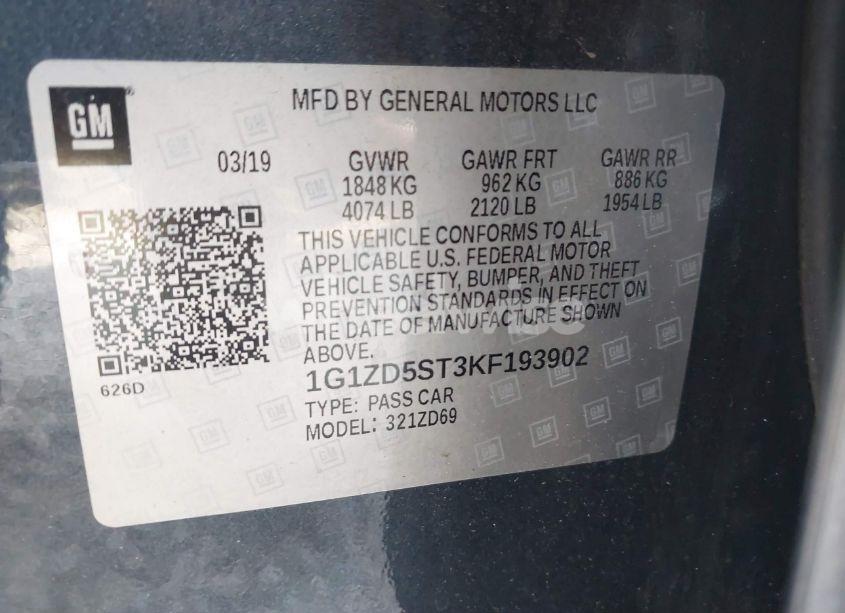 GM
MFD BY GENERAL MOTORS LLC
03/19 GVWR GAWR FRT GAWR RR
1848 KG 962 KG 886 KG
4074 LB 2120 LB 1954 LB
THIS VEHICLE CONFORMS TO ALL
APPLICABLE U.S. FEDERAL MOTOR
VEHICLE SAFETY, BUMPER, AND THEFT
PREVENTION STANDARDS IN EFFECT ON
THE DATE OF MANUFACTURE SHOWN
ABOVE.
626D
1G1ZD5ST3KF193902
TYPE: PASS CAR
MODEL: 321ZD69